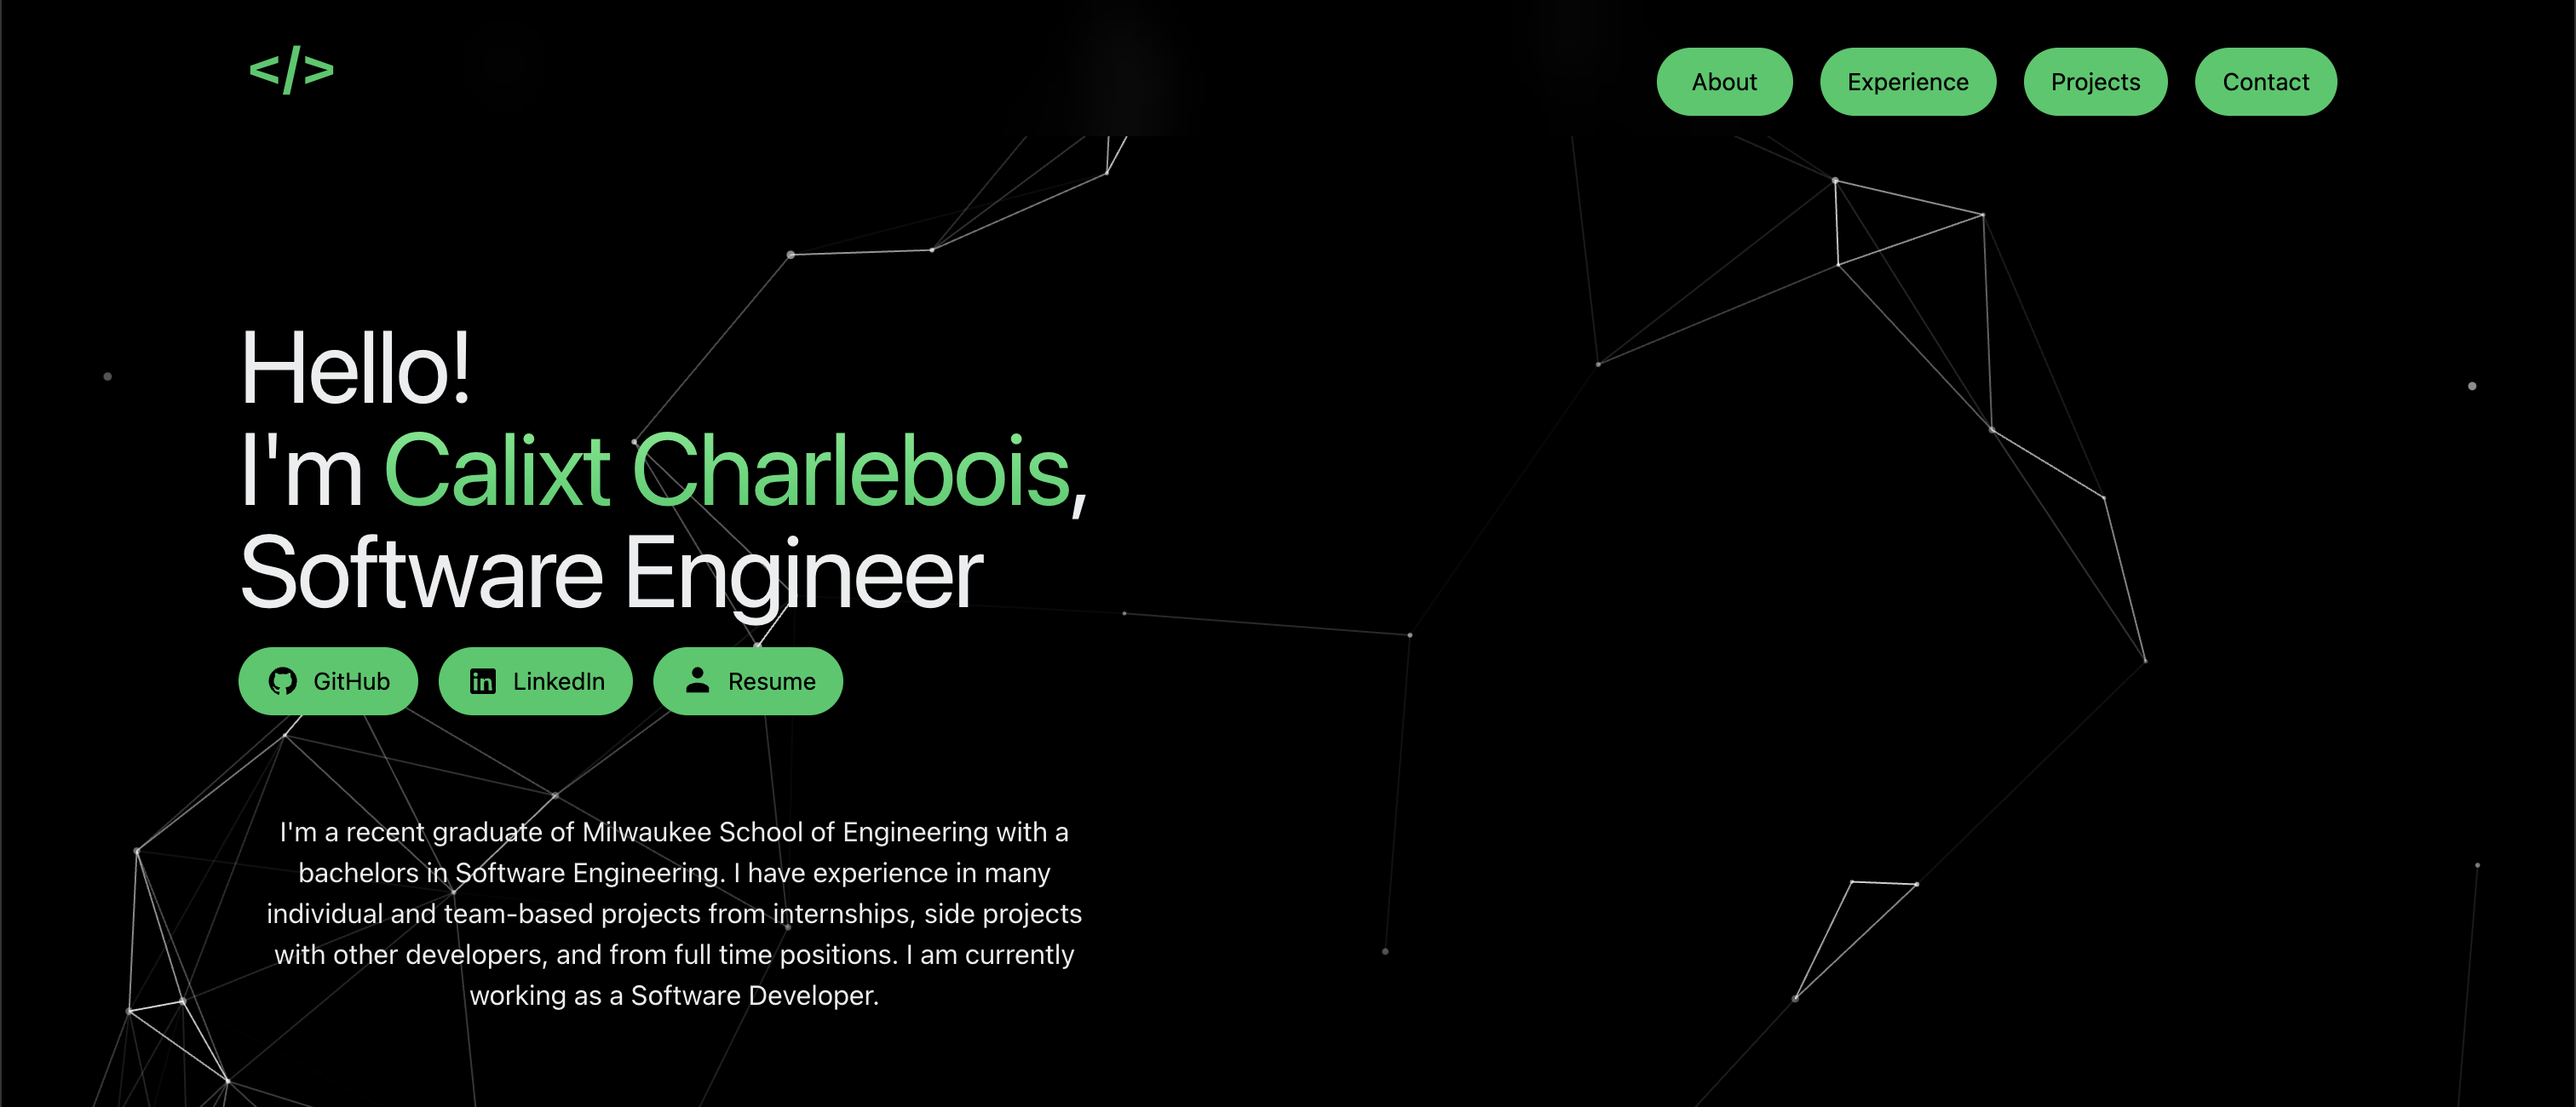 </>
About Experience Projects Contact
Hello!
I'm Calixt Charlebois,
Software Engineer
GitHub LinkedIn Resume
I'm a recent graduate of Milwaukee School of Engineering with a
bachelors in Software Engineering. I have experience in many
individual and team-based projects from internships, side projects
with other developers, and from full time positions. I am currently
working as a Software Developer.